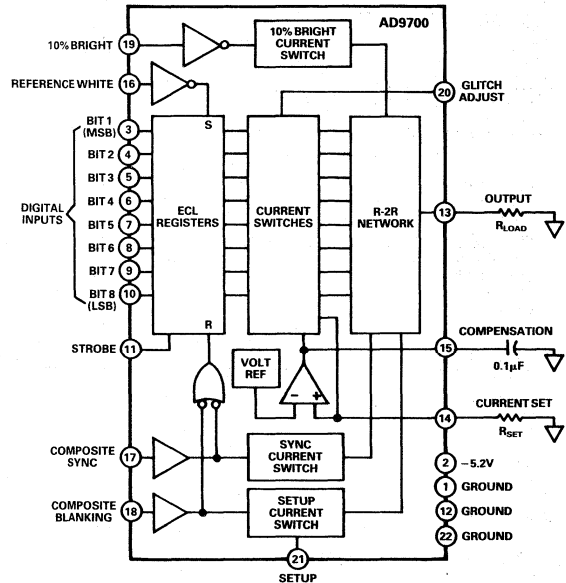 AD9700
10% BRIGHT
19
10% BRIGHT
CURRENT
SWITCH
REFERENCE WHITE
16
20
GLITCH
ADJUST
S
BIT 1
(MSB)
3
BIT 2
4
BIT 3
5
BIT 4
6
BIT 5
7
BIT 6
8
BIT 7
9
BIT 8
(LSB)
10
DIGITAL
INPUTS
ECL
REGISTERS
CURRENT
SWITCHES
R-2R
NETWORK
13
OUTPUT
RLOAD
R
STROBE
11
VOLT
REF
− +
15
COMPENSATION
0.1µF
14
CURRENT SET
RSET
COMPOSITE
SYNC
17
SYNC
CURRENT
SWITCH
COMPOSITE
BLANKING
18
SETUP
CURRENT
SWITCH
2
−5.2V
1
GROUND
12
GROUND
22
GROUND
21
SETUP